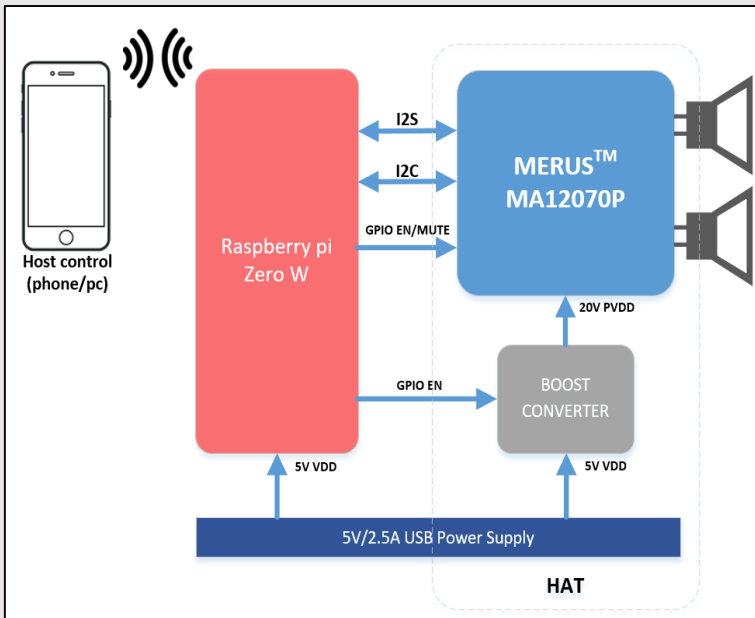 Host control
(phone/pc)
Raspberry pi
Zero W
I2S
I2C
GPIO EN/MUTE
MERUS™
MA12070P
20V PVDD
GPIO EN
BOOST
CONVERTER
5V VDD
5V VDD
5V/2.5A USB Power Supply
HAT